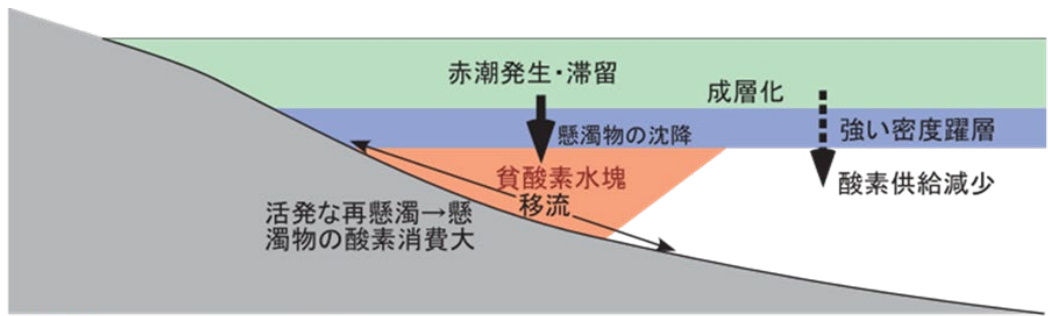 赤潮発生・滞留
成層化
懸濁物の沈降
強い密度躍層
貧酸素水塊
酸素供給減少
移流
活発な再懸濁→懸
濁物の酸素消費大